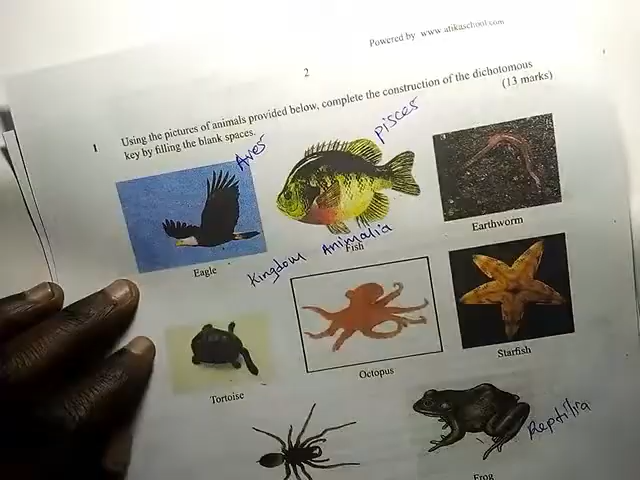 Powered by www.atikaschool.com
2
1 Using the pictures of animals provided below, complete the construction of the dichotomous
key by filling the blank spaces. (13 marks)
Aves
Pisces
Eagle
Fish
Earthworm
Kingdom Animalia
Tortoise
Octopus
Starfish
Reptilia
Frog